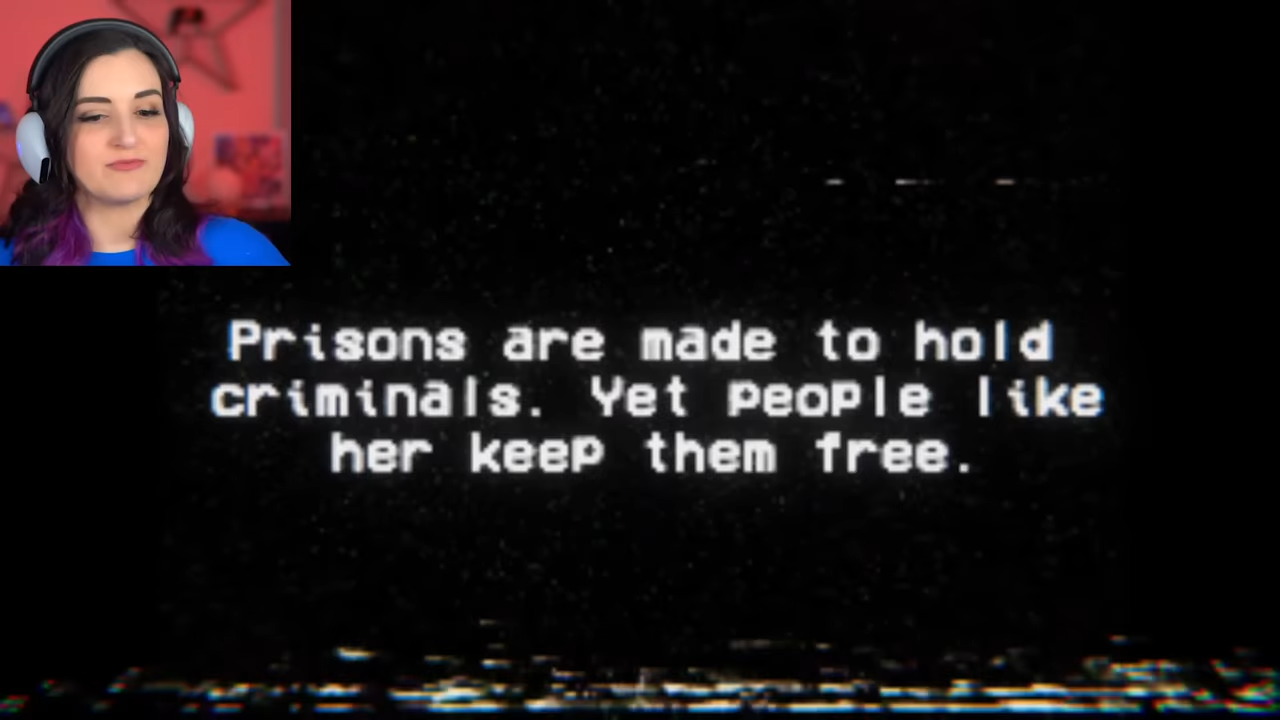 Prisons are made to hold
criminals. Yet people like
her keep them free.